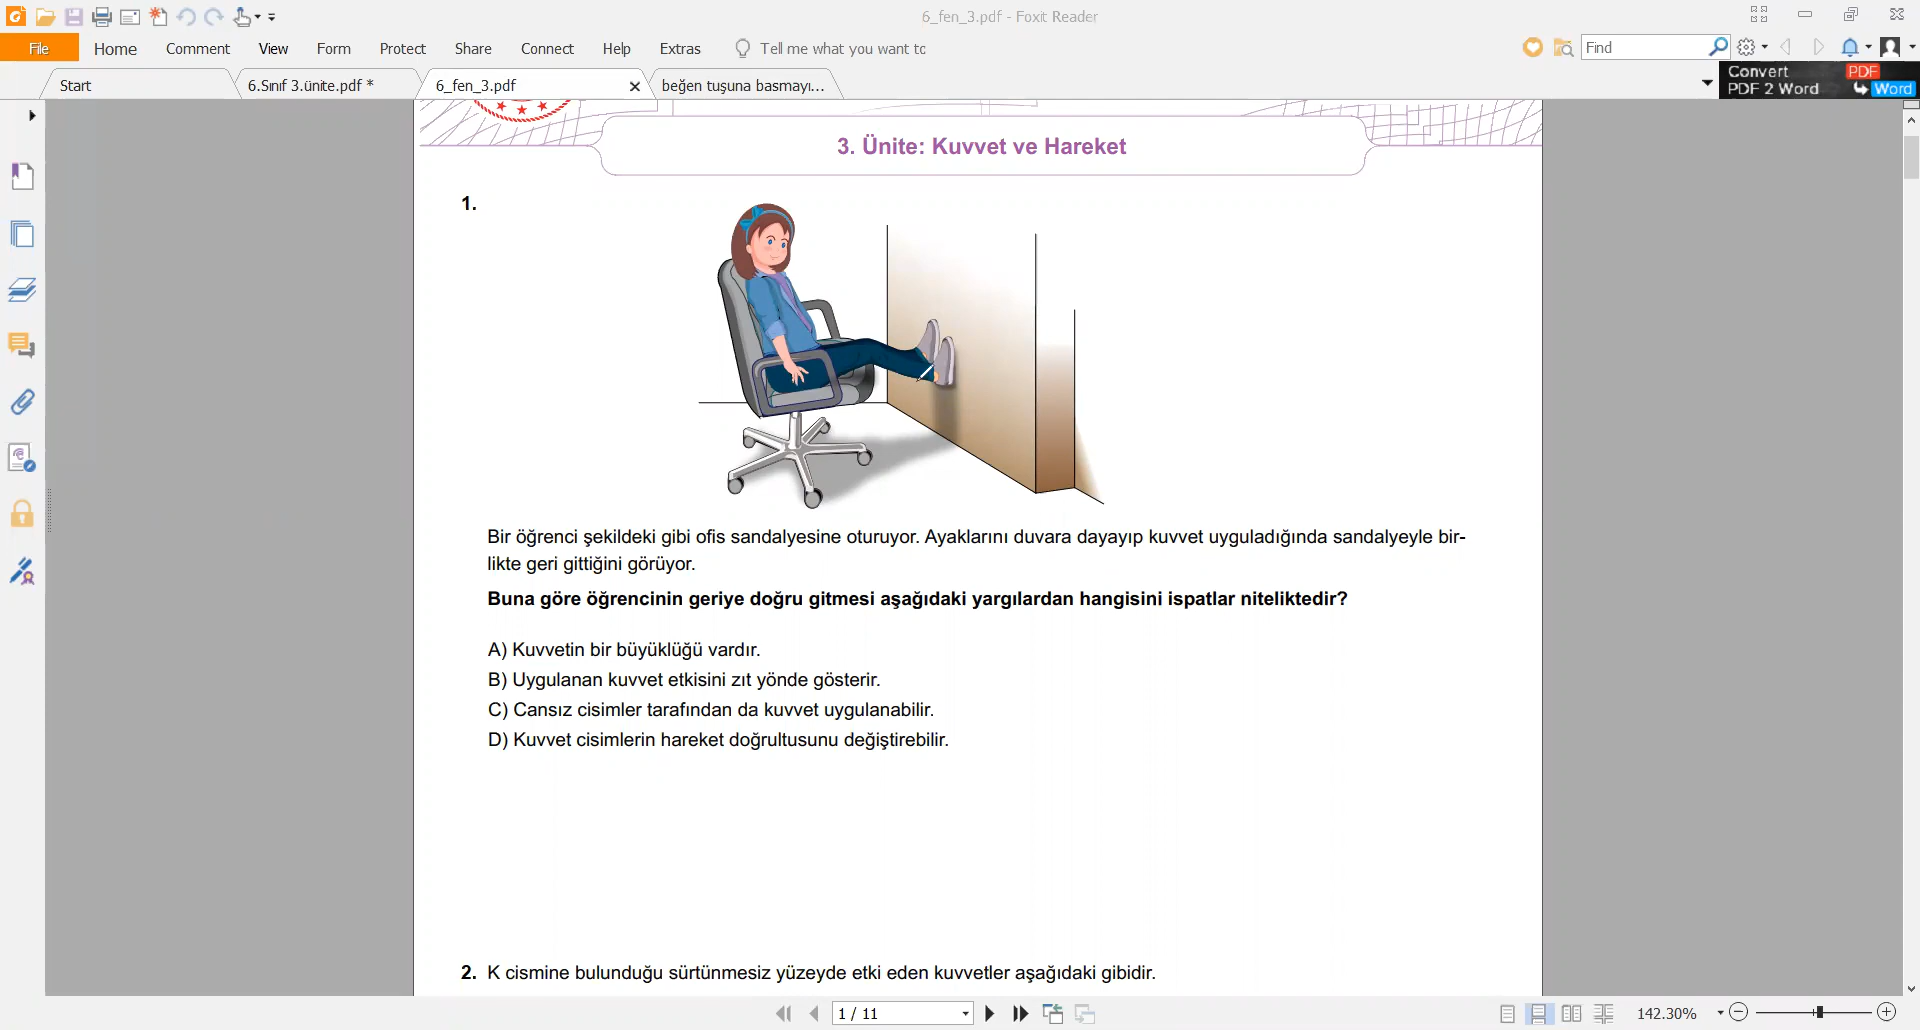 6_fen_3.pdf - Foxit Reader
File Home Comment View Form Protect Share Connect Help Extras Tell me what you want to Find
Start 6.Sınıf 3.ünite.pdf * 6_fen_3.pdf beğen tuşuna basmayı...
Convert PDF
PDF 2 Word Word
3. Ünite: Kuvvet ve Hareket
1.
Bir öğrenci şekildeki gibi ofis sandalyesine oturuyor. Ayaklarını duvara dayayıp kuvvet uyguladığında sandalyeyle bir-
likte geri gittiğini görüyor.
Buna göre öğrencinin geriye doğru gitmesi aşağıdaki yargılardan hangisini ispatlar niteliktedir?
A) Kuvvetin bir büyüklüğü vardır.
B) Uygulanan kuvvet etkisini zıt yönde gösterir.
C) Cansız cisimler tarafından da kuvvet uygulanabilir.
D) Kuvvet cisimlerin hareket doğrultusunu değiştirebilir.
2. K cismine bulunduğu sürtünmesiz yüzeyde etki eden kuvvetler aşağıdaki gibidir.
1 / 11 142.30%